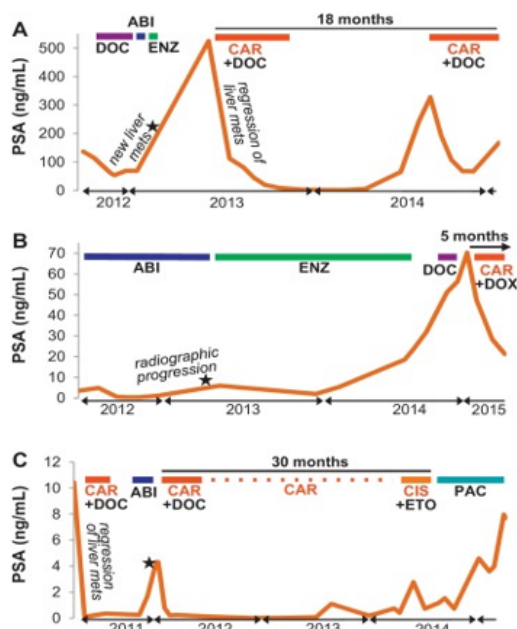 A
ABI
18 months
DOC
ENZ
CAR
+DOC
CAR
+DOC
PSA (ng/mL)
500
400
300
200
100
0
new liver
mets
regression of
liver mets
2012
2013
2014
B
5 months
ABI
ENZ
DOC
CAR
+DOX
PSA (ng/mL)
70
60
50
40
30
20
10
0
radiographic
progression
2012
2013
2014
2015
C
30 months
CAR
+DOC
ABI
CAR
+DOC
CAR
CIS
+ETO
PAC
PSA (ng/mL)
12
10
8
6
4
2
0
regression
of liver mets
2011
2012
2013
2014